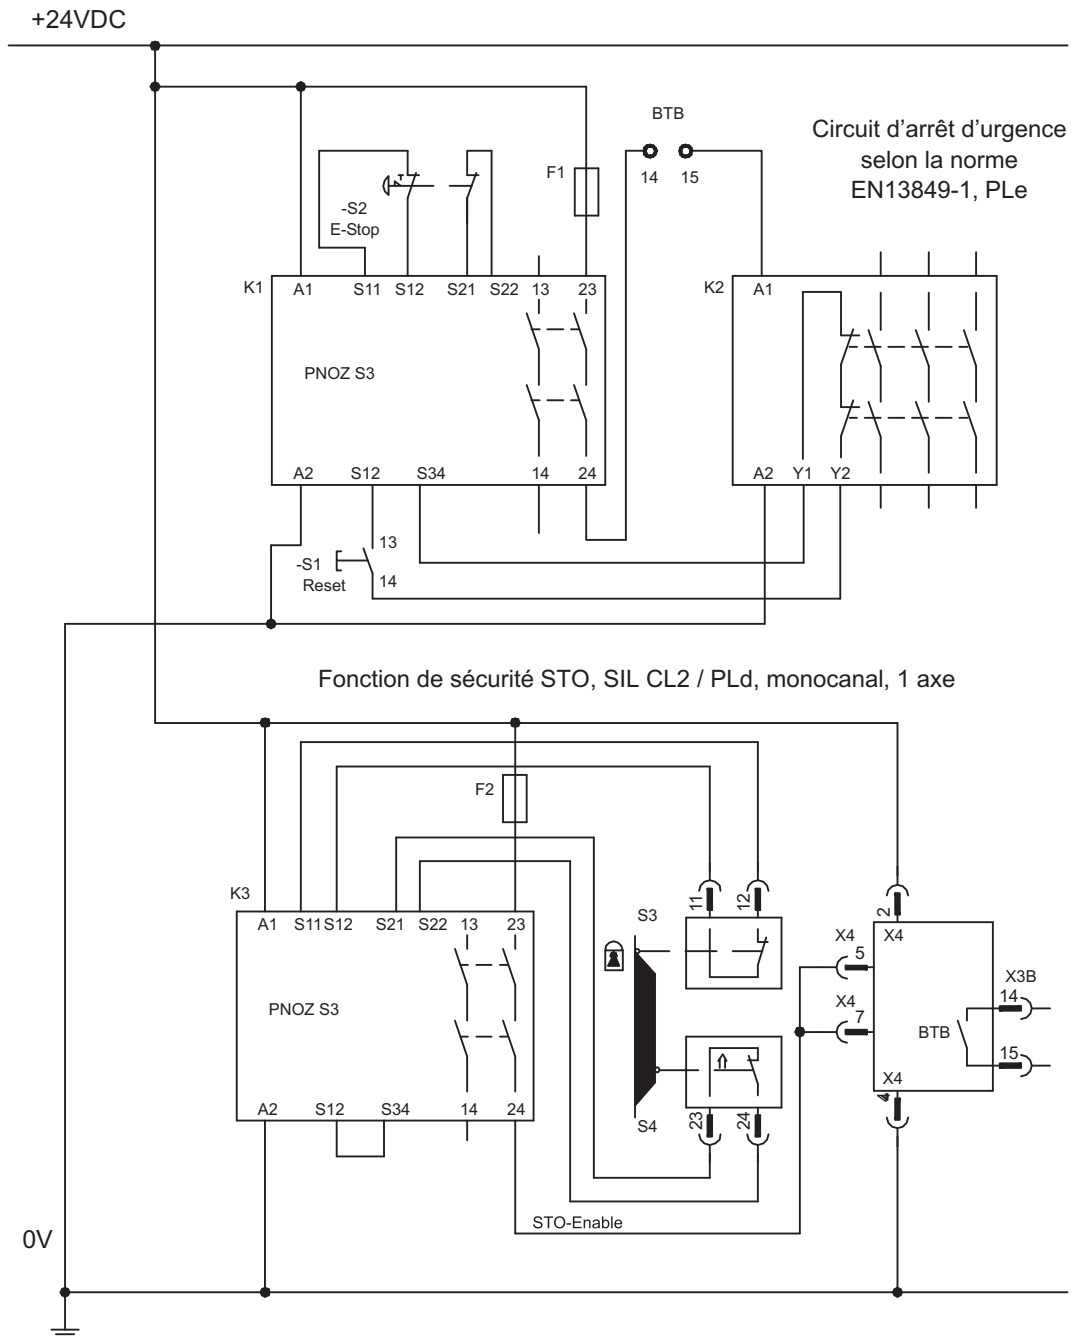 +24VDC
BTB
Circuit d'arrêt d'urgence
selon la norme
EN13849-1, PLe
F1
14 15
-S2
E-Stop
K1 A1 S11 S12 S21 S22 13 23
K2 A1
PNOZ S3
A2 S12 S34 14 24
A2 Y1 Y2
13
-S1
Reset
14
Fonction de sécurité STO, SIL CL2 / PLd, monocanal, 1 axe
F2
K3
A1 S11 S12 S21 S22 13 23
11 12
S3
2
X4
X4
5
X3B
14
X4
7
PNOZ S3
BTB
15
X4
4
A2 S12 S34 14 24
S4
23 24
STO-Enable
0V